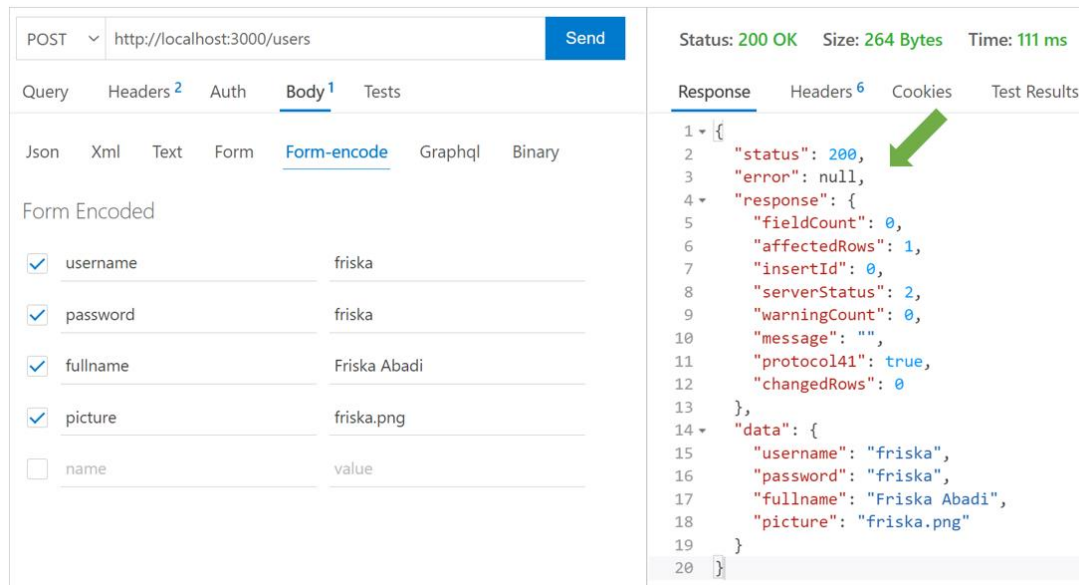 POST http://localhost:3000/users Send
Query Headers 2 Auth Body 1 Tests
Json Xml Text Form Form-encode Graphql Binary
Form Encoded
username friska
password friska
fullname Friska Abadi
picture friska.png
name value
Status: 200 OK Size: 264 Bytes Time: 111 ms
Response Headers 6 Cookies Test Results
1 {
2 "status": 200,
3 "error": null,
4 "response": {
5 "fieldCount": 0,
6 "affectedRows": 1,
7 "insertId": 0,
8 "serverStatus": 2,
9 "warningCount": 0,
10 "message": "",
11 "protocol41": true,
12 "changedRows": 0
13 },
14 "data": {
15 "username": "friska",
16 "password": "friska",
17 "fullname": "Friska Abadi",
18 "picture": "friska.png"
19 }
20 }